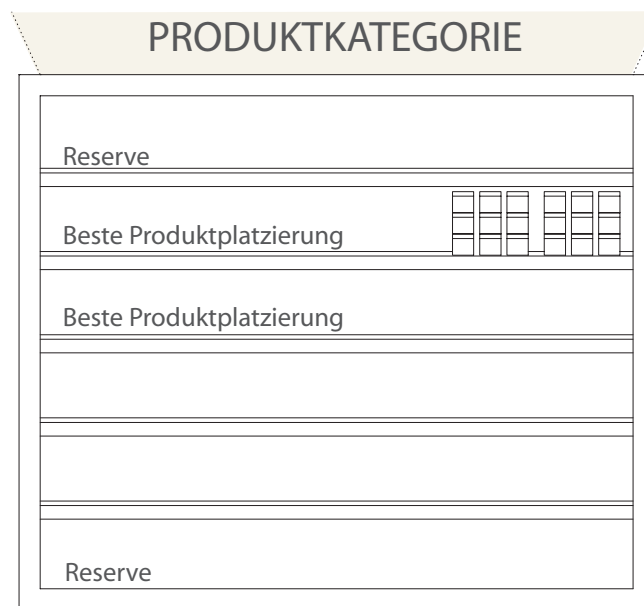 PRODUKTKATEGORIE
Reserve
Beste Produktplatzierung
Beste Produktplatzierung
Reserve